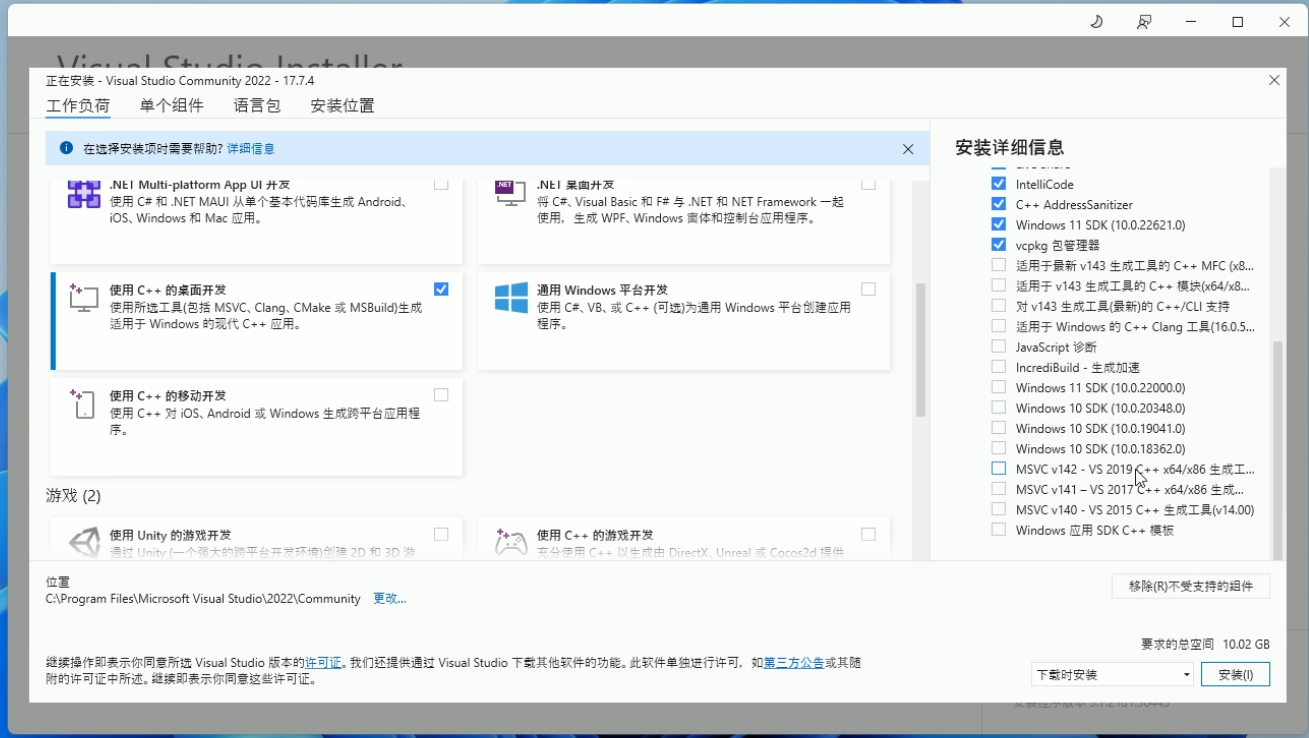 Visual Studio Installer
正在安装 - Visual Studio Community 2022 - 17.7.4
工作负荷 单个组件 语言包 安装位置
在选择安装项时需要帮助? 详细信息
.NET Multi-platform App UI 开发
使用 C# 和 .NET MAUI 从单个基本代码库生成 Android、
iOS、Windows 和 Mac 应用。
.NET
.NET 桌面开发
将 C#、Visual Basic 和 F# 与 .NET 和 NET Framework 一起
使用，生成 WPF、Windows 窗体和控制台应用程序。
使用 C++ 的桌面开发
使用所选工具(包括 MSVC、Clang、CMake 或 MSBuild)生成
适用于 Windows 的现代 C++ 应用。
通用 Windows 平台开发
使用 C#、VB、或 C++ (可选)为通用 Windows 平台创建应用
程序。
使用 C++ 的移动开发
使用 C++ 对 iOS、Android 或 Windows 生成跨平台应用程
序。
游戏 (2)
使用 Unity 的游戏开发
通过 Unity (一个强大的跨平台开发环境)创建 2D 和 3D 游
使用 C++ 的游戏开发
充分使用 C++ 以生成由 DirectX、Unreal 或 Cocos2d 提供
安装详细信息
IntelliCode
C++ AddressSanitizer
Windows 11 SDK (10.0.22621.0)
vcpkg 包管理器
适用于最新 v143 生成工具的 C++ MFC (x8...
适用于 v143 生成工具的 C++ 模块(x64/x8...
对 v143 生成工具(最新)的 C++/CLI 支持
适用于 Windows 的 C++ Clang 工具(16.0.5...
JavaScript 诊断
IncrediBuild - 生成加速
Windows 11 SDK (10.0.22000.0)
Windows 10 SDK (10.0.20348.0)
Windows 10 SDK (10.0.19041.0)
Windows 10 SDK (10.0.18362.0)
MSVC v142 - VS 2019 C++ x64/x86 生成工...
MSVC v141 – VS 2017 C++ x64/x86 生成...
MSVC v140 - VS 2015 C++ 生成工具(v14.00)
Windows 应用 SDK C++ 模板
位置
C:\Program Files\Microsoft Visual Studio\2022\Community 更改...
移除(R)不受支持的组件
要求的总空间 10.02 GB
继续操作即表示你同意所选 Visual Studio 版本的许可证。我们还提供通过 Visual Studio 下载其他软件的功能。此软件单独进行许可，如第三方公告或其随
附的许可证中所述。继续即表示你同意这些许可证。
下载时安装
安装(I)